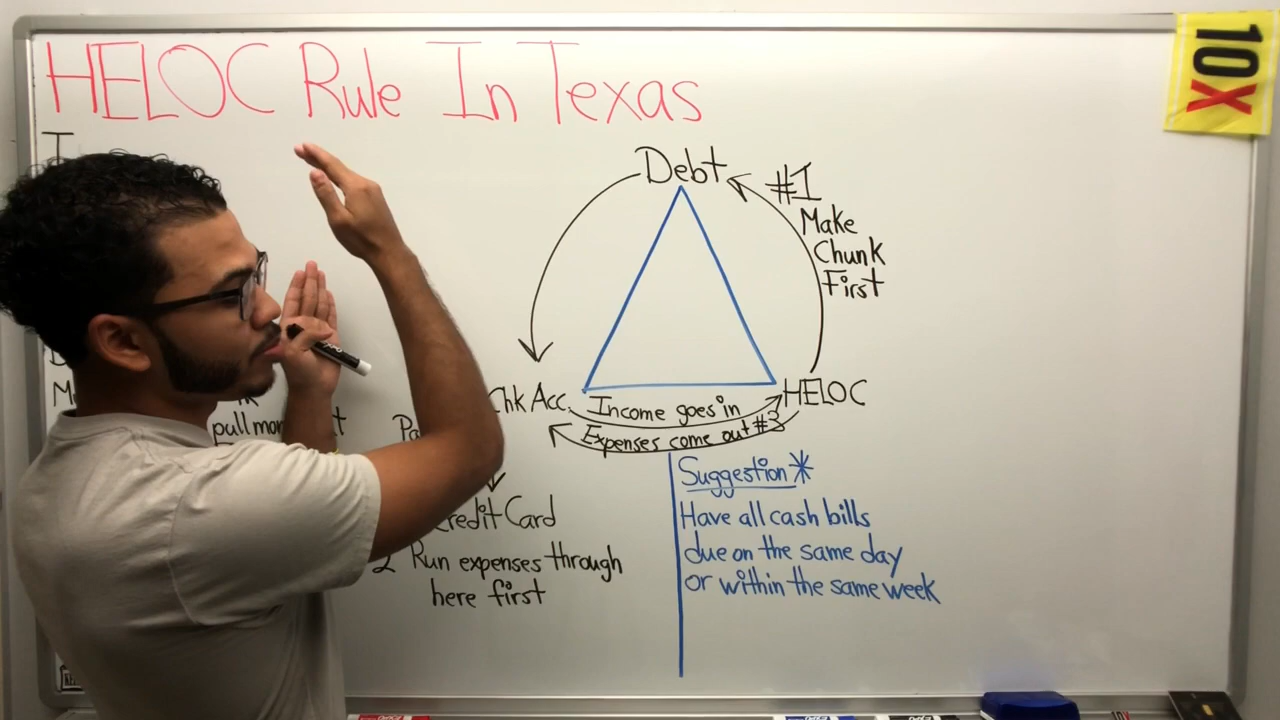 HELOC Rule In Texas
10X
Debt
#1
Make
Chunk
First
Chk Acc.
HELOC
Income goes in
Expenses come out #3
Suggestion*
Have all cash bills
due on the same day
or within the same week
Credit Card
2 Run expenses through
here first